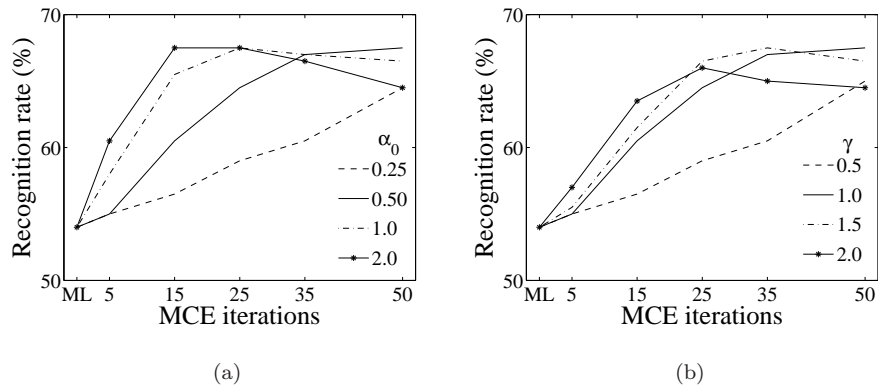 70
60
50
Recognition rate (%)
α0
0.25
0.50
1.0
2.0
ML 5 15 25 35 50
MCE iterations
(a)
70
60
50
Recognition rate (%)
γ
0.5
1.0
1.5
2.0
ML 5 15 25 35 50
MCE iterations
(b)